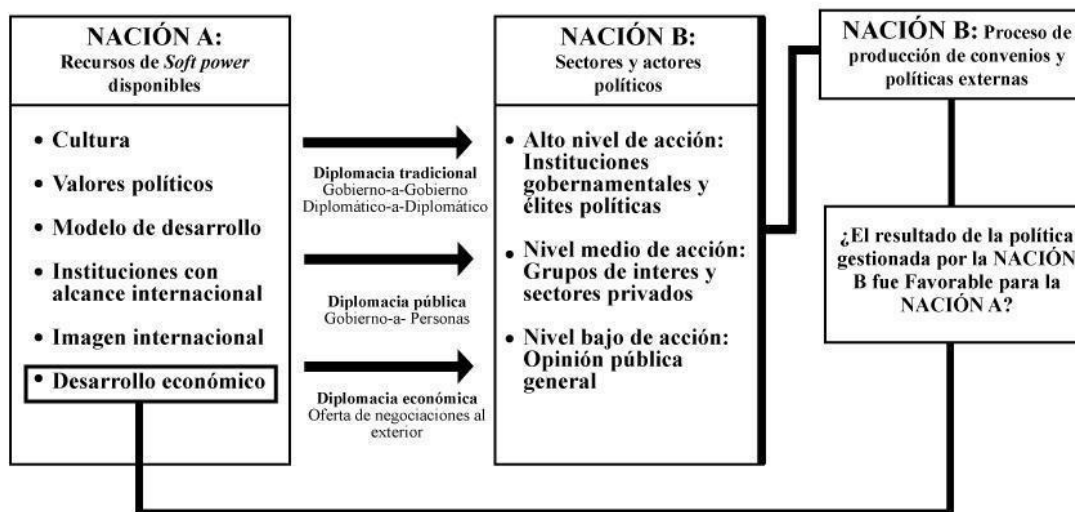 NACIÓN A:
Recursos de Soft power
disponibles
• Cultura
• Valores políticos
• Modelo de desarrollo
• Instituciones con
alcance internacional
• Imagen internacional
• Desarrollo económico
Diplomacia tradicional
Gobierno-a-Gobierno
Diplomático-a-Diplomático
Diplomacia pública
Gobierno-a- Personas
Diplomacia económica
Oferta de negociaciones al
exterior
NACIÓN B:
Sectores y actores
políticos
• Alto nivel de acción:
Instituciones
gobernamentales y
élites políticas
• Nivel medio de acción:
Grupos de interes y
sectores privados
• Nivel bajo de acción:
Opinión pública
general
NACIÓN B: Proceso de
producción de convenios y
políticas externas
¿El resultado de la política
gestionada por la NACIÓN
B fue Favorable para la
NACIÓN A?